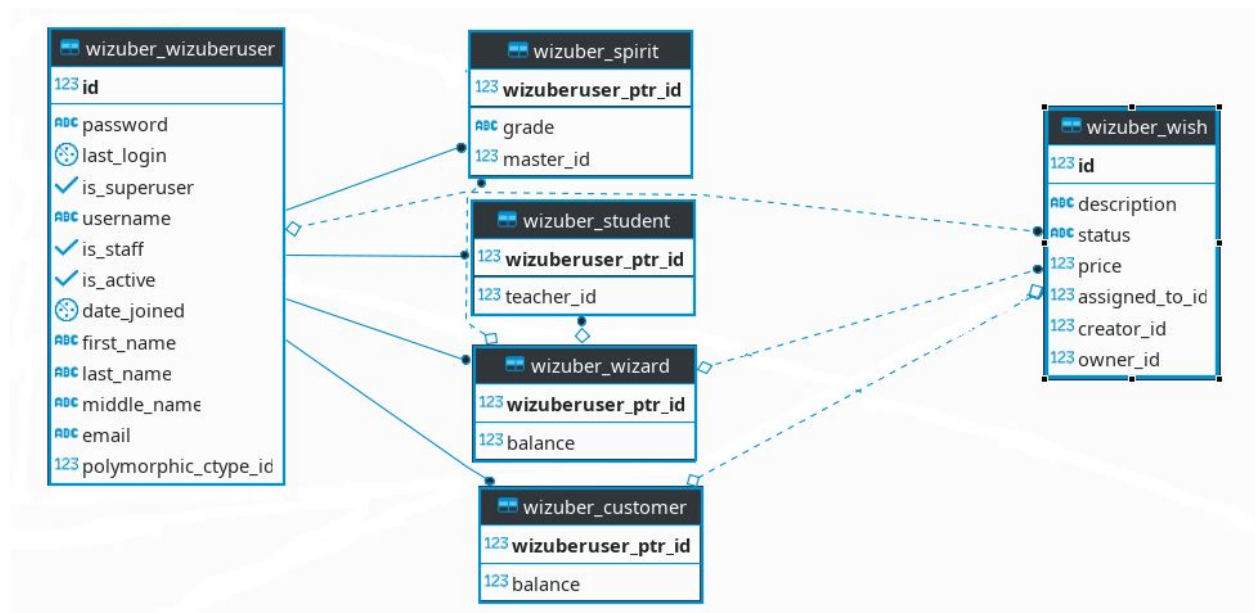 wizuber_wizuberuser
123 id
ABC password
last_login
is_superuser
ABC username
is_staff
is_active
date_joined
ABC first_name
ABC last_name
ABC middle_name
ABC email
123 polymorphic_ctype_id
wizuber_spirit
123 wizuberuser_ptr_id
ABC grade
123 master_id
wizuber_student
123 wizuberuser_ptr_id
123 teacher_id
wizuber_wizard
123 wizuberuser_ptr_id
123 balance
wizuber_customer
123 wizuberuser_ptr_id
123 balance
wizuber_wish
123 id
ABC description
ABC status
123 price
123 assigned_to_id
123 creator_id
123 owner_id